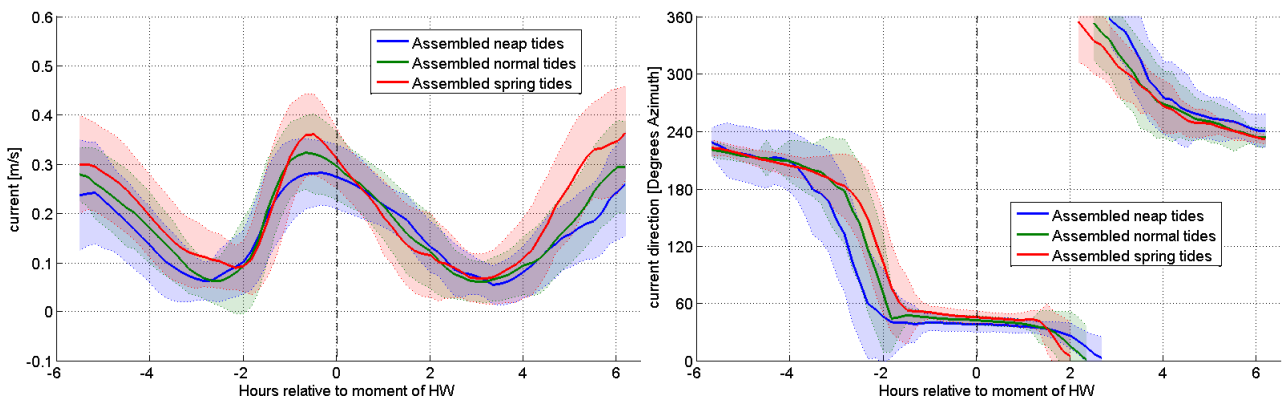 0.6
0.5
0.4
0.3
0.2
0.1
0
-0.1
current [m/s]
-6
-4
-2
0
2
4
6
Hours relative to moment of HW
Assembled neap tides
Assembled normal tides
Assembled spring tides
360
300
240
180
120
60
0
current direction [Degrees Azimuth]
-6
-4
-2
0
2
4
6
Hours relative to moment of HW
Assembled neap tides
Assembled normal tides
Assembled spring tides